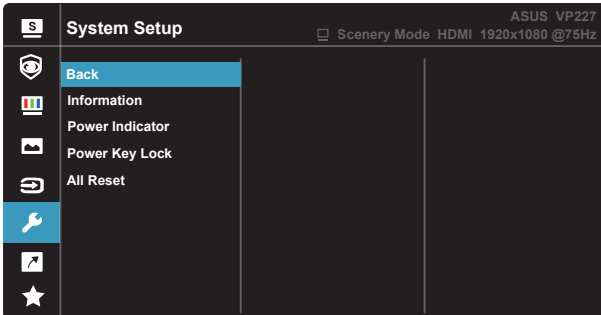 S
System Setup
ASUS VP227
Scenery Mode HDMI 1920x1080 @75Hz
Back
Information
Power Indicator
Power Key Lock
All Reset